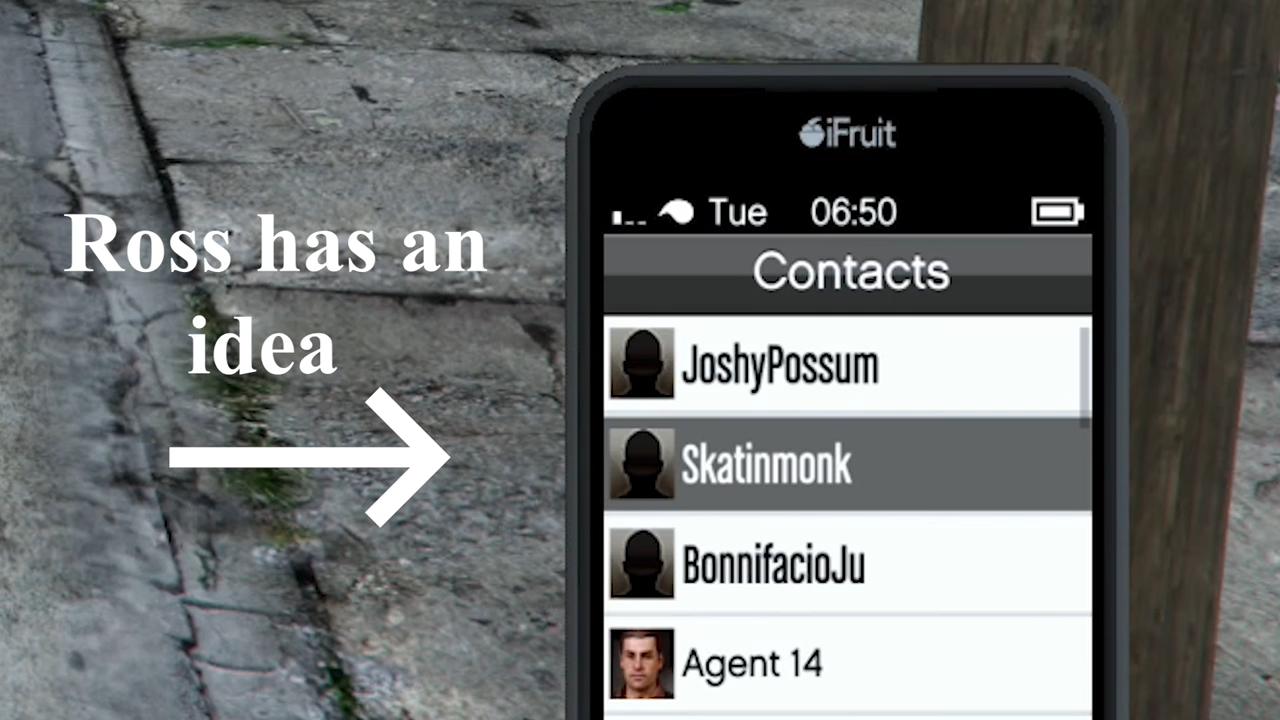 Ross has an
idea
iFruit
Tue 06:50
Contacts
JoshyPossum
Skatinmonk
BonnifacioJu
Agent 14